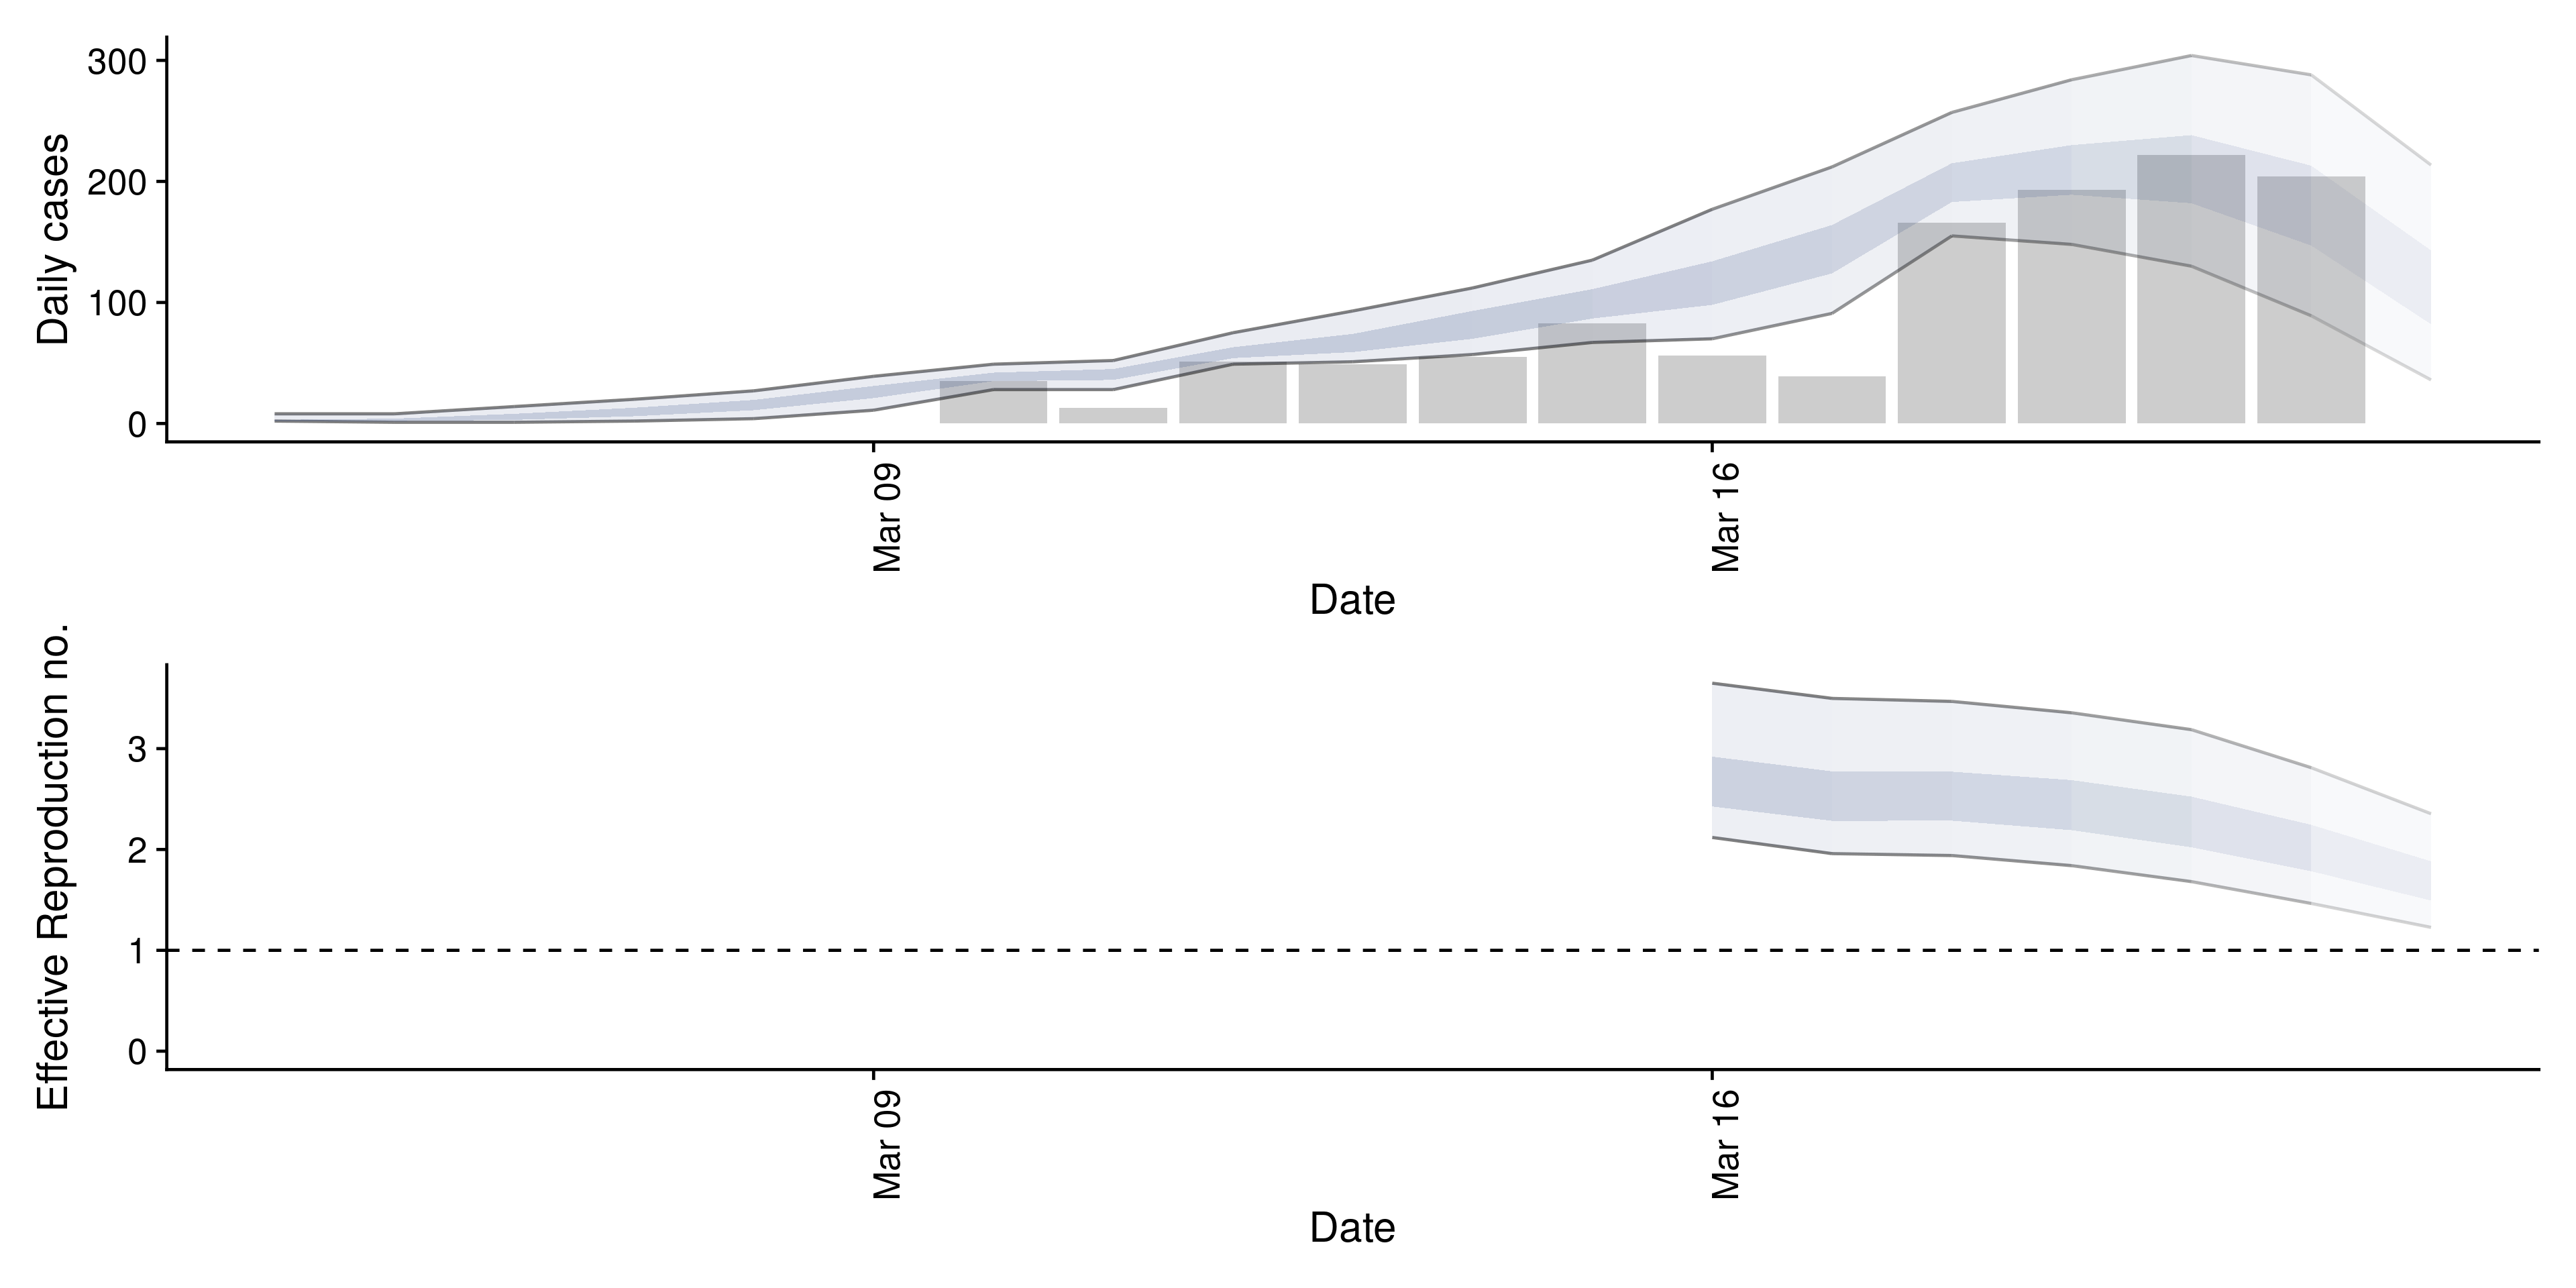 Daily cases
300
200
100
0
Mar 09
Mar 16
Date
Effective Reproduction no.
3
2
1
0
Mar 09
Mar 16
Date